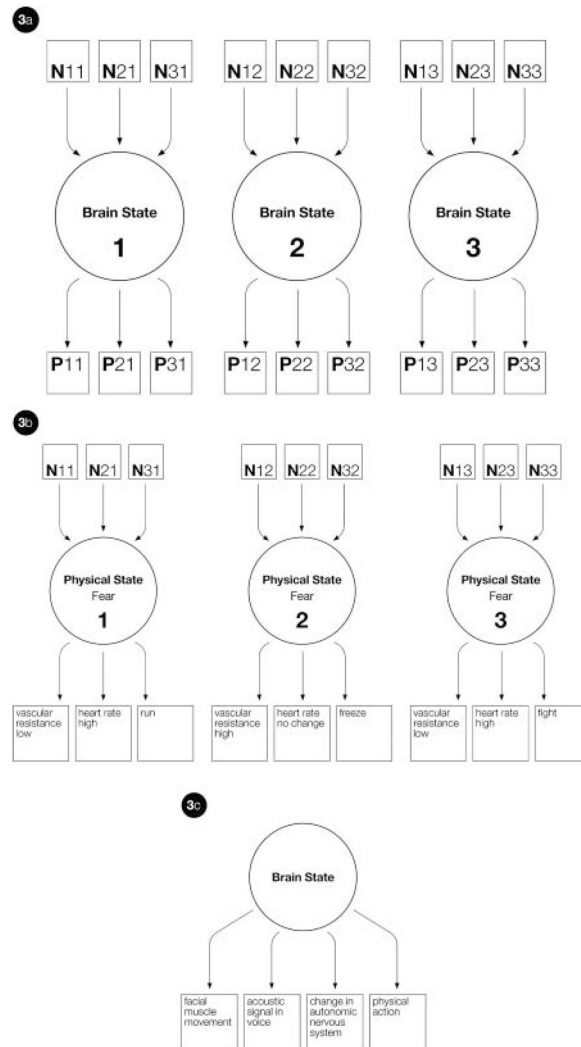 3a
N11 N21 N31 N12 N22 N32 N13 N23 N33
Brain State
1
Brain State
2
Brain State
3
P11 P21 P31 P12 P22 P32 P13 P23 P33
3b
N11 N21 N31 N12 N22 N32 N13 N23 N33
Physical State
Fear
1
Physical State
Fear
2
Physical State
Fear
3
vascular
resistance
low
heart rate
high
run
vascular
resistance
high
heart rate
no change
freeze
vascular
resistance
low
heart rate
high
fight
3c
Brain State
facial
muscle
movement
acoustic
signal in
voice
change in
autonomic
nervous
system
physical
action